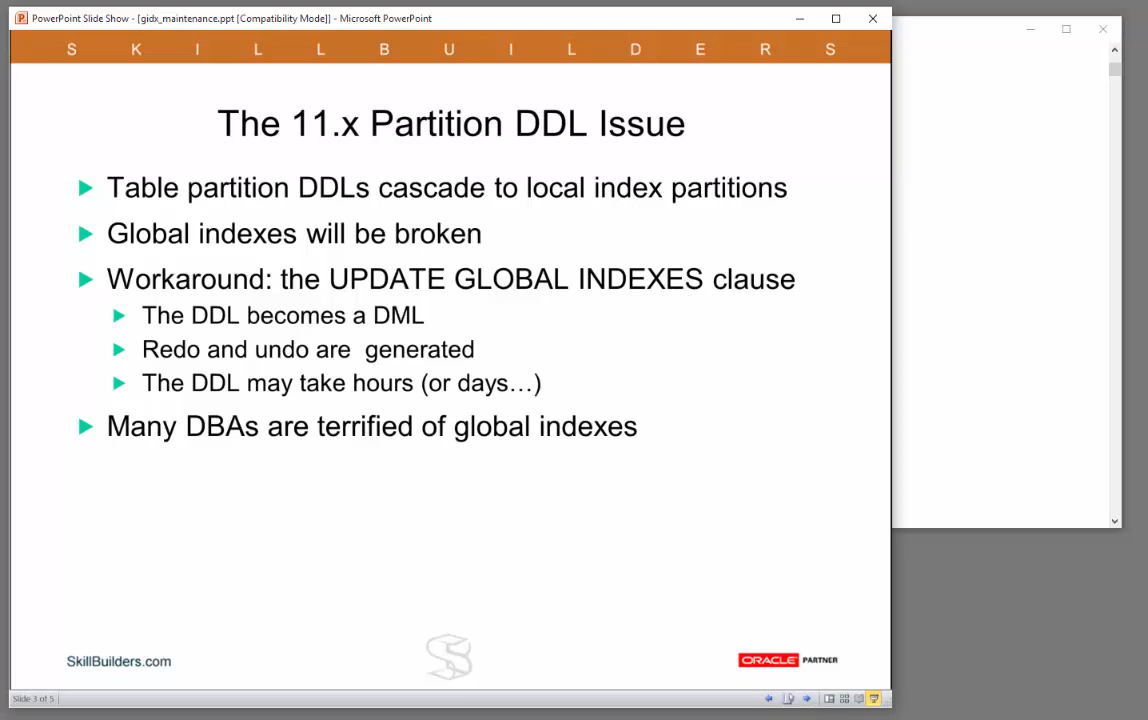 PowerPoint Slide Show - [gidx_maintenance.ppt [Compatibility Mode]] - Microsoft PowerPoint
S K I L L B U I L D E R S
The 11.x Partition DDL Issue
Table partition DDLs cascade to local index partitions
Global indexes will be broken
Workaround: the UPDATE GLOBAL INDEXES clause
The DDL becomes a DML
Redo and undo are  generated
The DDL may take hours (or days…)
Many DBAs are terrified of global indexes
SkillBuilders.com
S
ORACLE PARTNER
Slide 3 of 5